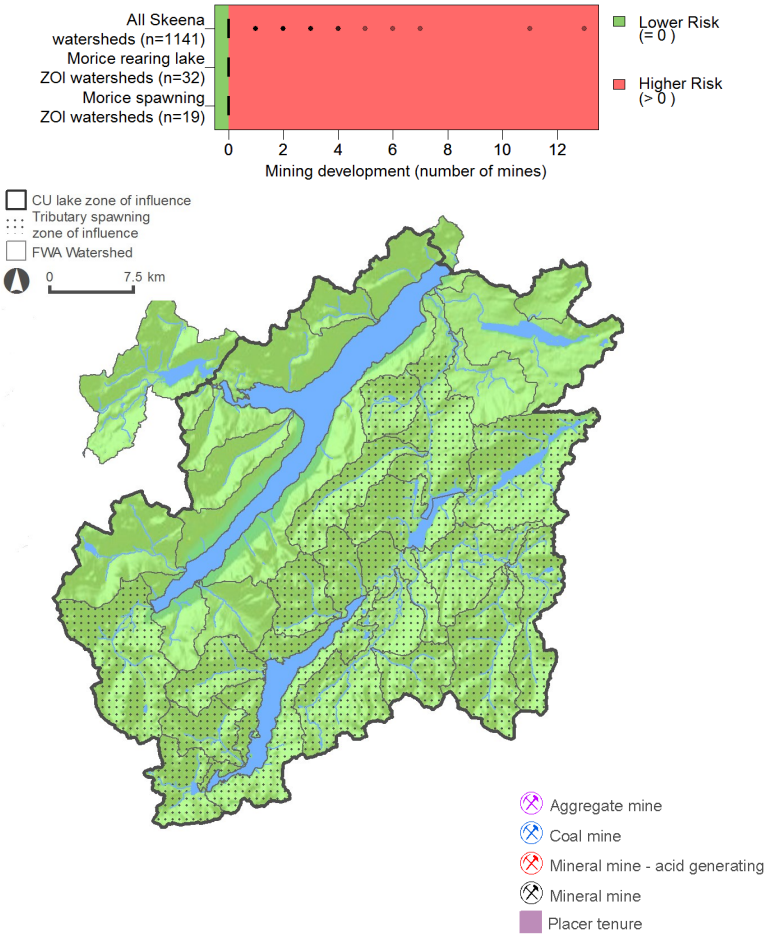 All Skeena
watersheds (n=1141)
Morice rearing lake
ZOI watersheds (n=32)
Morice spawning
ZOI watersheds (n=19)
Lower Risk
(= 0 )
Higher Risk
(> 0 )
0 2 4 6 8 10 12
Mining development (number of mines)
CU lake zone of influence
Tributary spawning
zone of influence
FWA Watershed
0 7.5 km
Aggregate mine
Coal mine
Mineral mine - acid generating
Mineral mine
Placer tenure